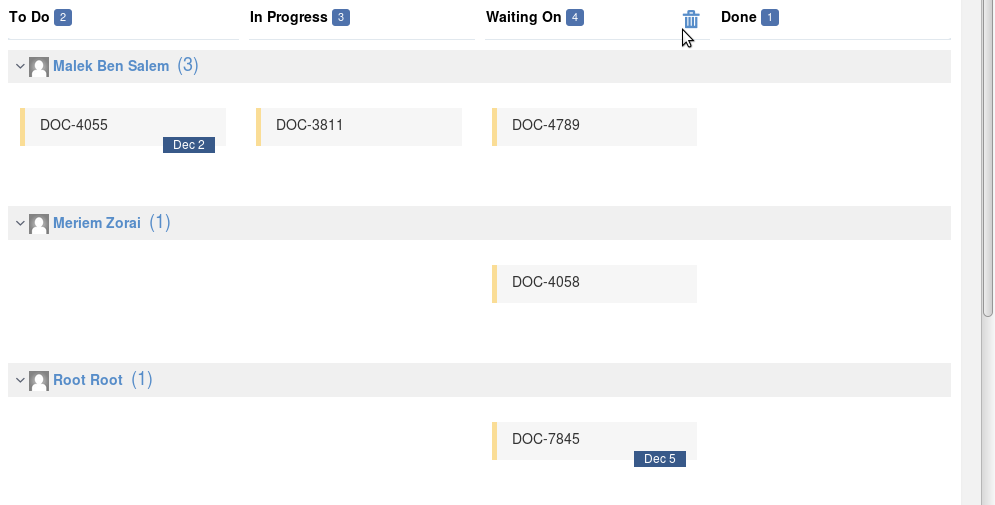 To Do 2 In Progress 3 Waiting On 4 Done 1
Malek Ben Salem (3)
DOC-4055 DOC-3811 DOC-4789
Dec 2
Meriem Zorai (1)
DOC-4058
Root Root (1)
DOC-7845
Dec 5